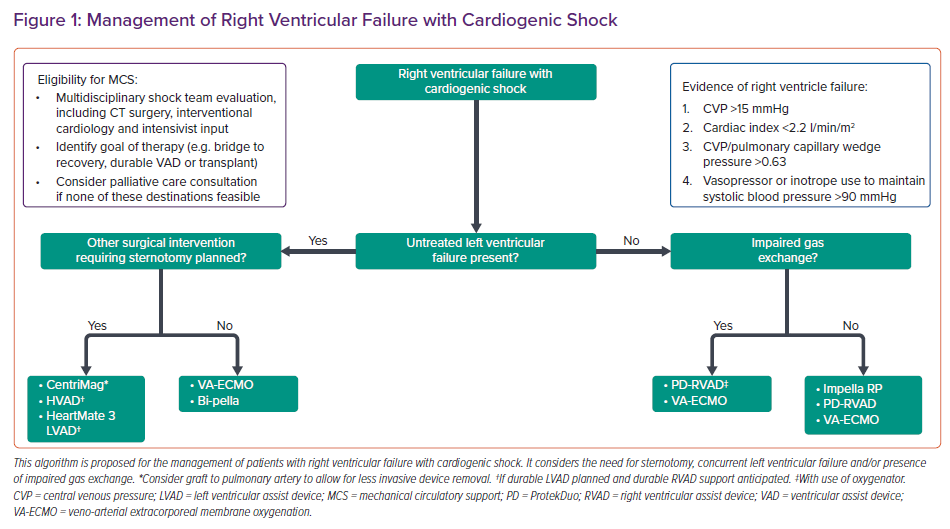 Figure 1: Management of Right Ventricular Failure with Cardiogenic Shock
Eligibility for MCS:
• Multidisciplinary shock team evaluation,
including CT surgery, interventional
cardiology and intensivist input
• Identify goal of therapy (e.g. bridge to
recovery, durable VAD or transplant)
• Consider palliative care consultation
if none of these destinations feasible
Right ventricular failure with
cardiogenic shock
Evidence of right ventricle failure:
1. CVP >15 mmHg
2. Cardiac index <2.2 l/min/m²
3. CVP/pulmonary capillary wedge
pressure >0.63
4. Vasopressor or inotrope use to maintain
systolic blood pressure >90 mmHg
Other surgical intervention
requiring sternotomy planned?
Yes
Untreated left ventricular
failure present?
No
Impaired gas
exchange?
Yes
No
Yes
No
• CentriMag*
• HVAD†
• HeartMate 3
LVAD†
• VA-ECMO
• Bi-pella
• PD-RVAD‡
• VA-ECMO
• Impella RP
• PD-RVAD
• VA-ECMO
This algorithm is proposed for the management of patients with right ventricular failure with cardiogenic shock. It considers the need for sternotomy, concurrent left ventricular failure and/or presence
of impaired gas exchange. *Consider graft to pulmonary artery to allow for less invasive device removal. †If durable LVAD planned and durable RVAD support anticipated. ‡With use of oxygenator.
CVP = central venous pressure; LVAD = left ventricular assist device; MCS = mechanical circulatory support; PD = ProtekDuo; RVAD = right ventricular assist device; VAD = ventricular assist device;
VA-ECMO = veno-arterial extracorporeal membrane oxygenation.